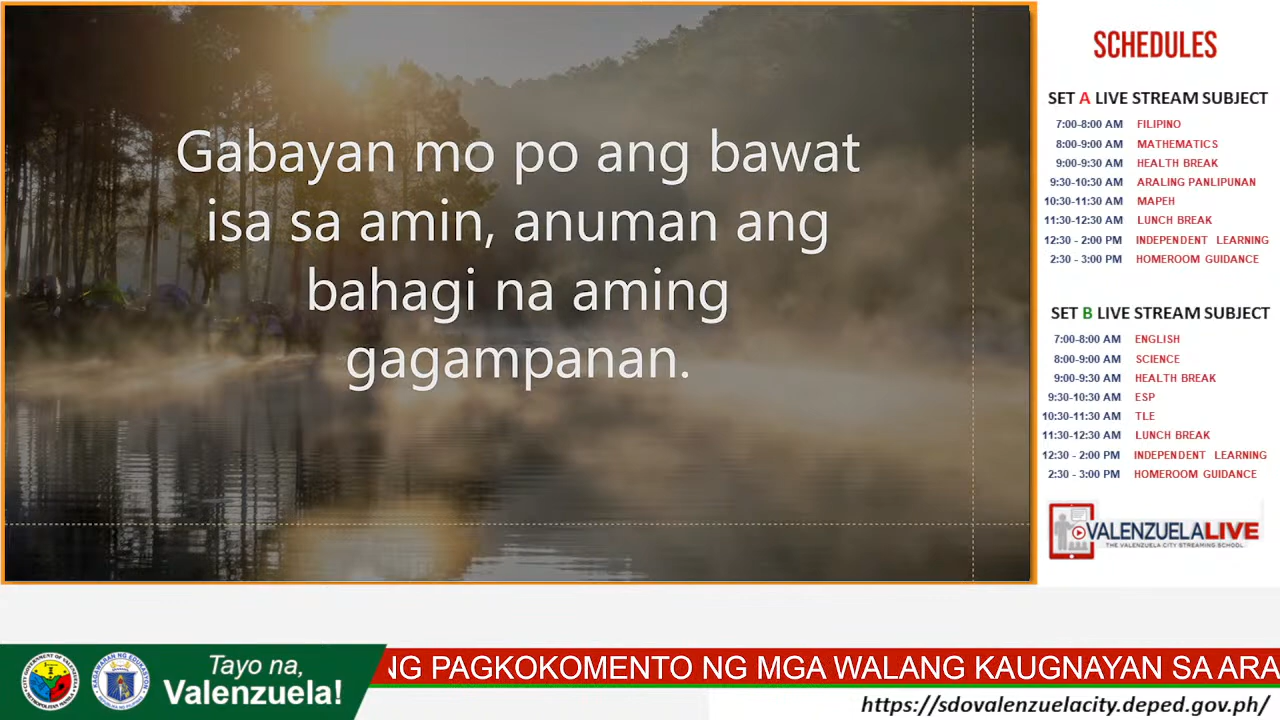 Gabayan mo po ang bawat
isa sa amin, anuman ang
bahagi na aming
gagampanan.
SCHEDULES
SET A LIVE STREAM SUBJECT
7:00-8:00 AM FILIPINO
8:00-9:00 AM MATHEMATICS
9:00-9:30 AM HEALTH BREAK
9:30-10:30 AM ARALING PANLIPUNAN
10:30-11:30 AM MAPEH
11:30-12:30 AM LUNCH BREAK
12:30 - 2:00 PM INDEPENDENT LEARNING
2:30 - 3:00 PM HOMEROOM GUIDANCE
SET B LIVE STREAM SUBJECT
7:00-8:00 AM ENGLISH
8:00-9:00 AM SCIENCE
9:00-9:30 AM HEALTH BREAK
9:30-10:30 AM ESP
10:30-11:30 AM TLE
11:30-12:30 AM LUNCH BREAK
12:30 - 2:00 PM INDEPENDENT LEARNING
2:30 - 3:00 PM HOMEROOM GUIDANCE
VALENZUELALIVE
THE VALENZUELA CITY STREAMING SCHOOL
Tayo na,
Valenzuela!
NG PAGKOKOMENTO NG MGA WALANG KAUGNAYAN SA ARA
https://sdovalenzuelacity.deped.gov.ph/